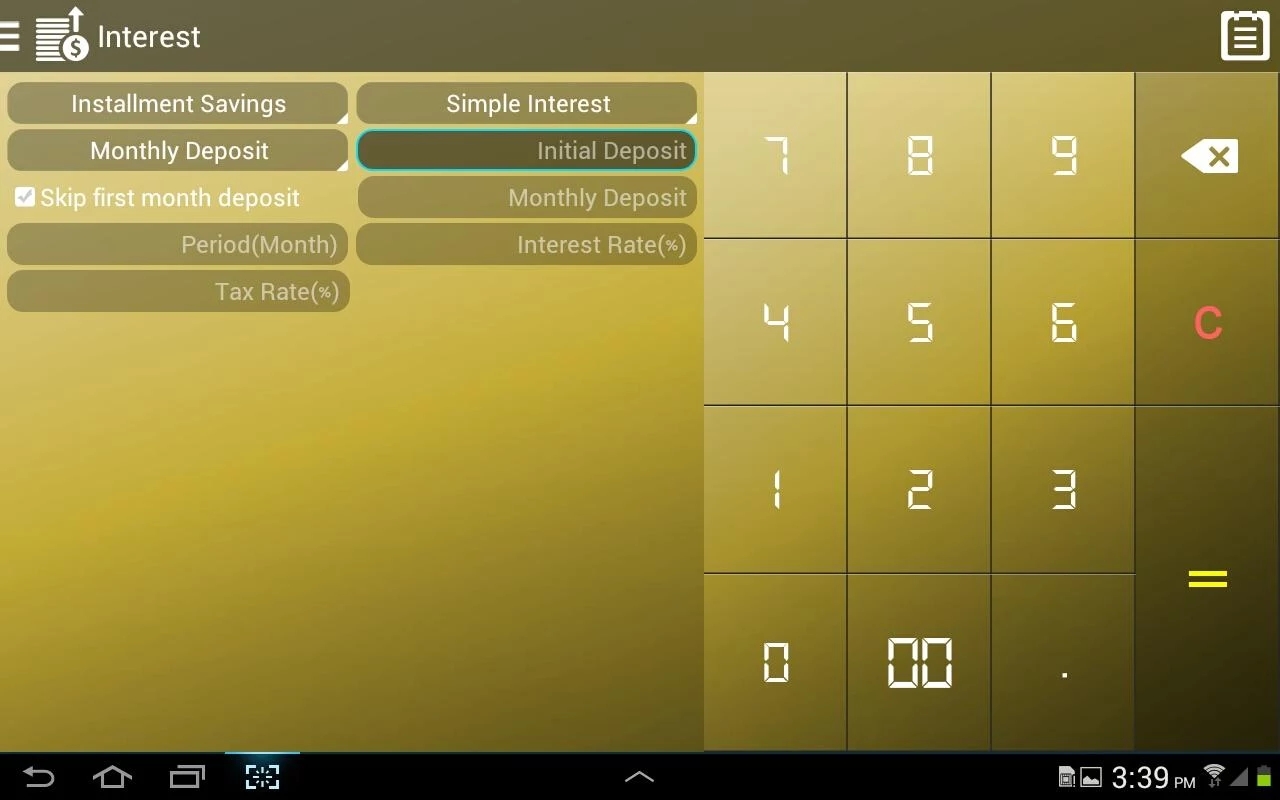 Interest
Installment Savings
Simple Interest
Monthly Deposit
Initial Deposit
Skip first month deposit
Monthly Deposit
Period(Month)
Interest Rate(%)
Tax Rate(%)
7 8 9
4 5 6 C
1 2 3
=
0 00 .
3:39 PM